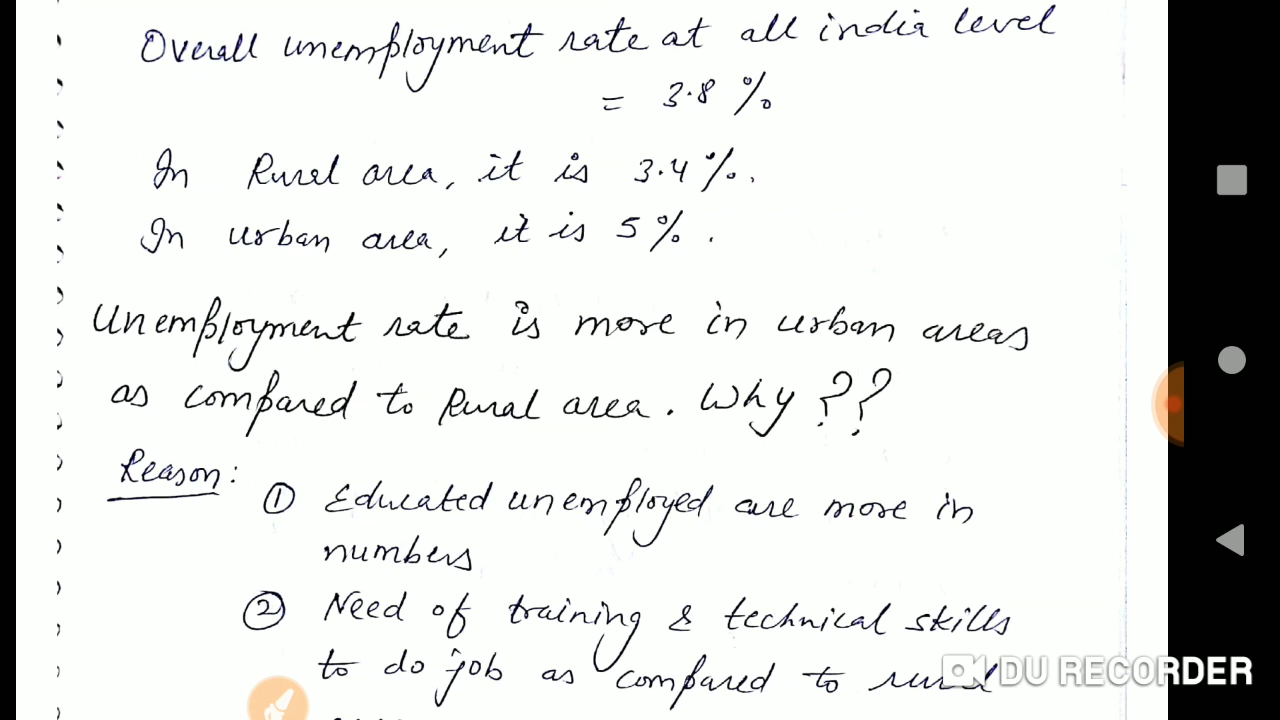 Overall unemployment rate at all india level
= 3.8 %
In Rural area, it is 3.4%.
In urban area, it is 5%.
Unemployment rate is more in urban areas
as compared to Rural area. Why ??
Reason:
① Educated unemployed are more in
numbers
② Need of training & technical skills
to do job as compared to rural
DU RECORDER